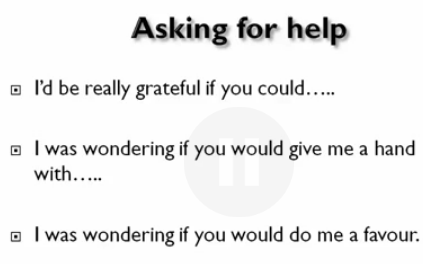 Asking for help
I'd be really grateful if you could.....
I was wondering if you would give me a hand
with.....
I was wondering if you would do me a favour.